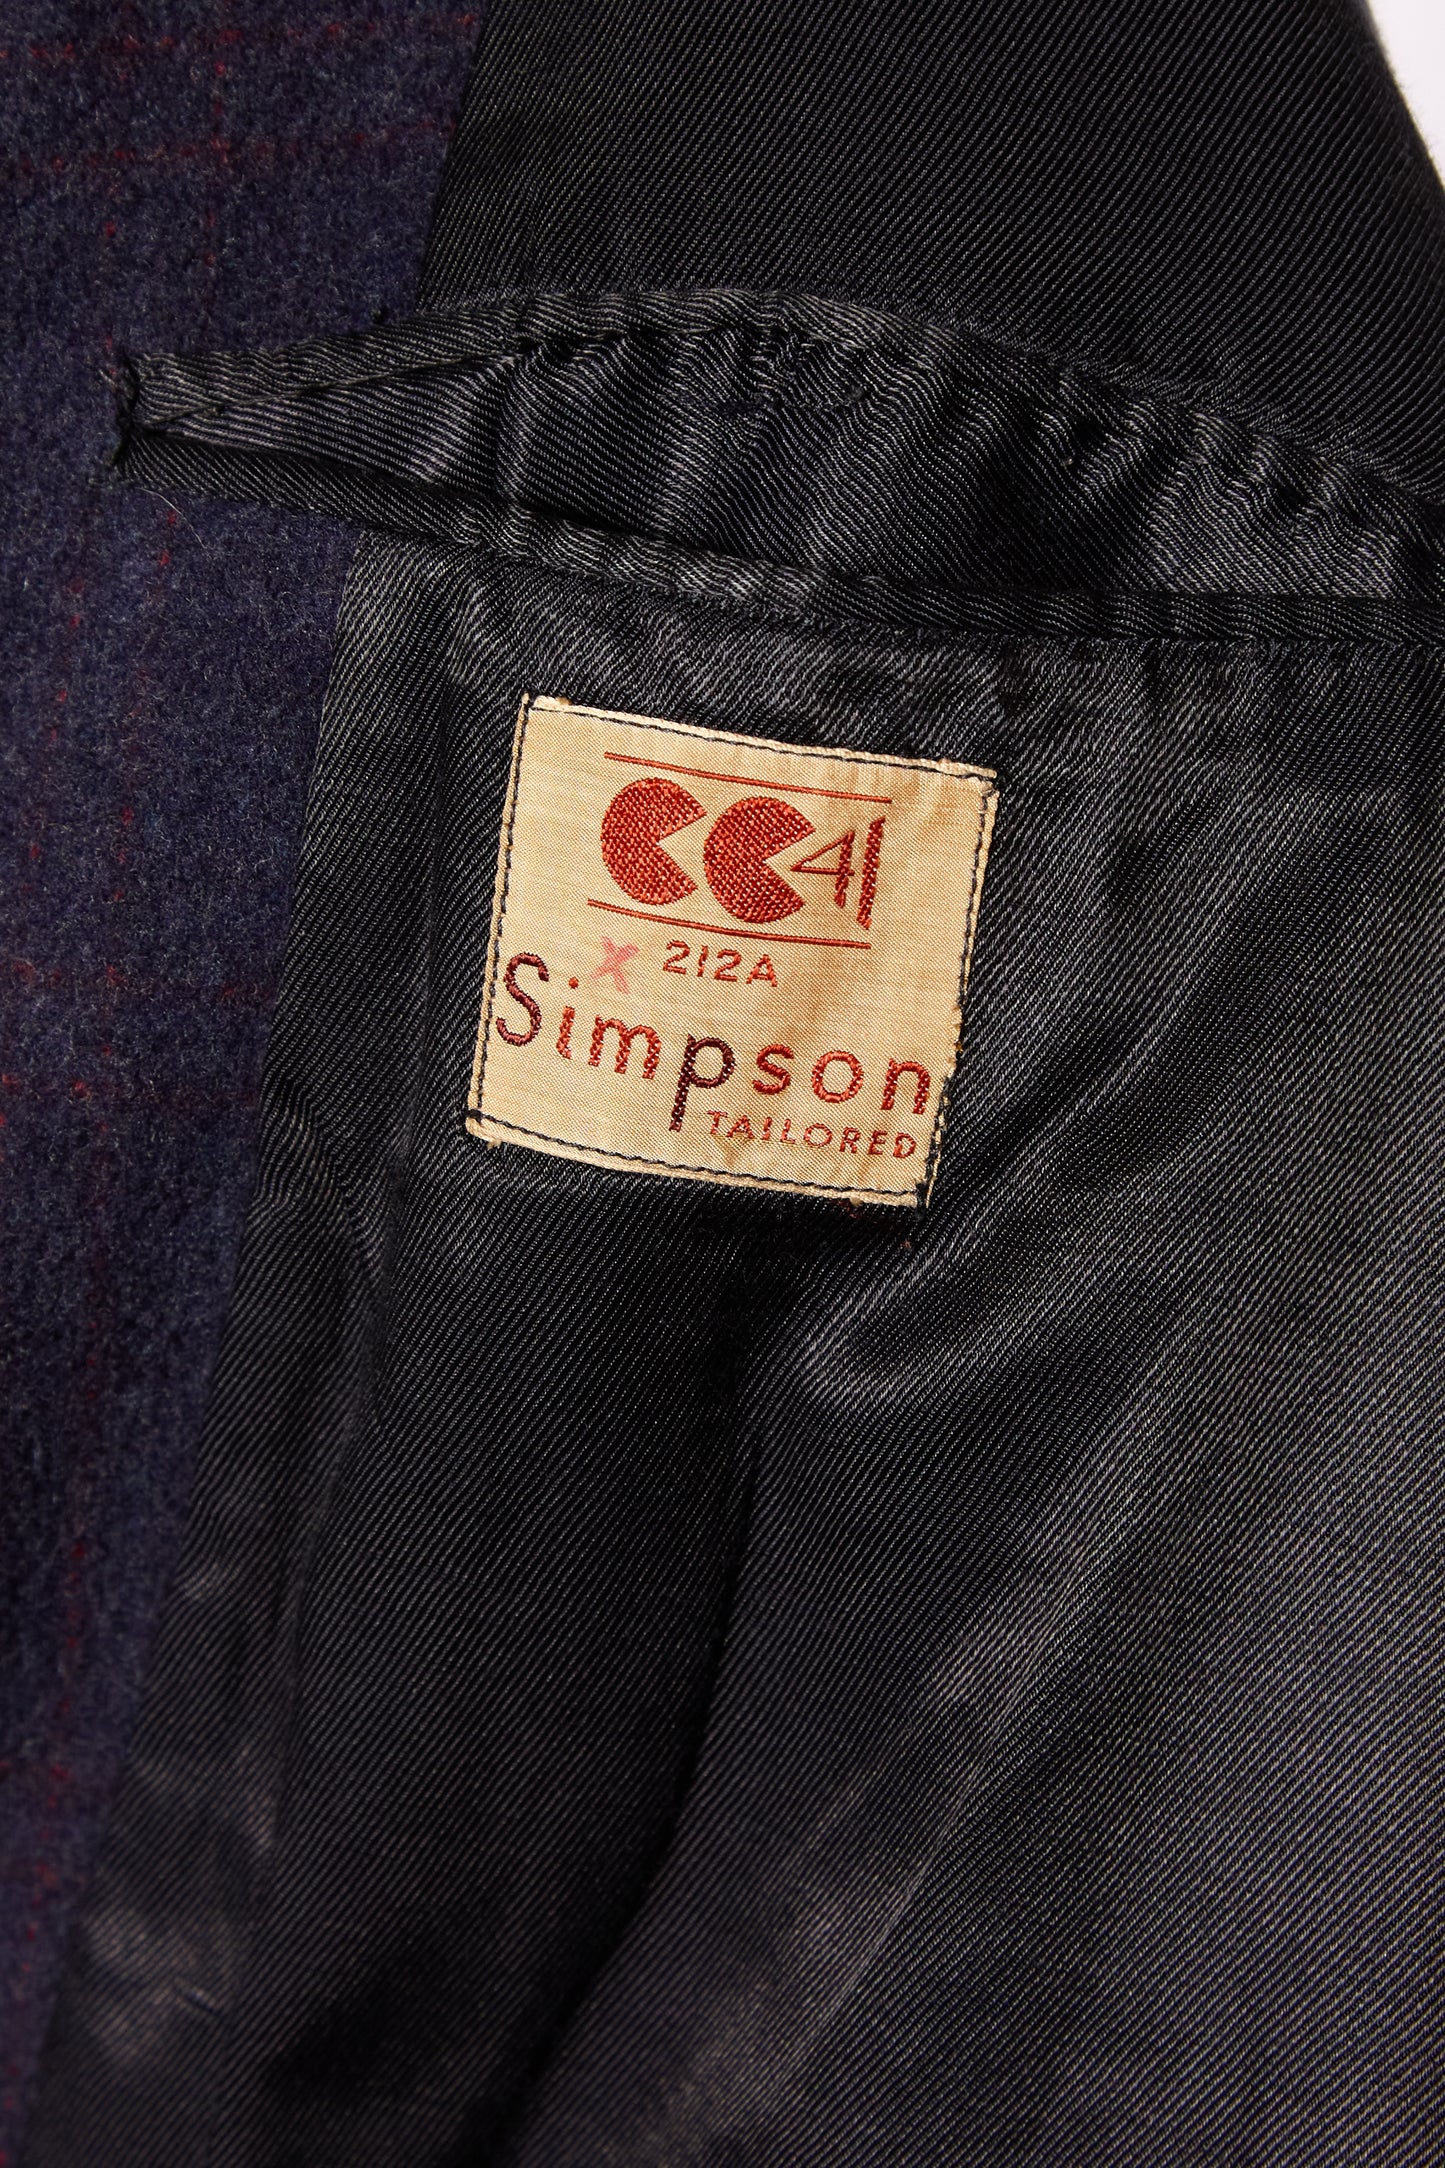 CC41
X 212A
Simpson
TAILORED